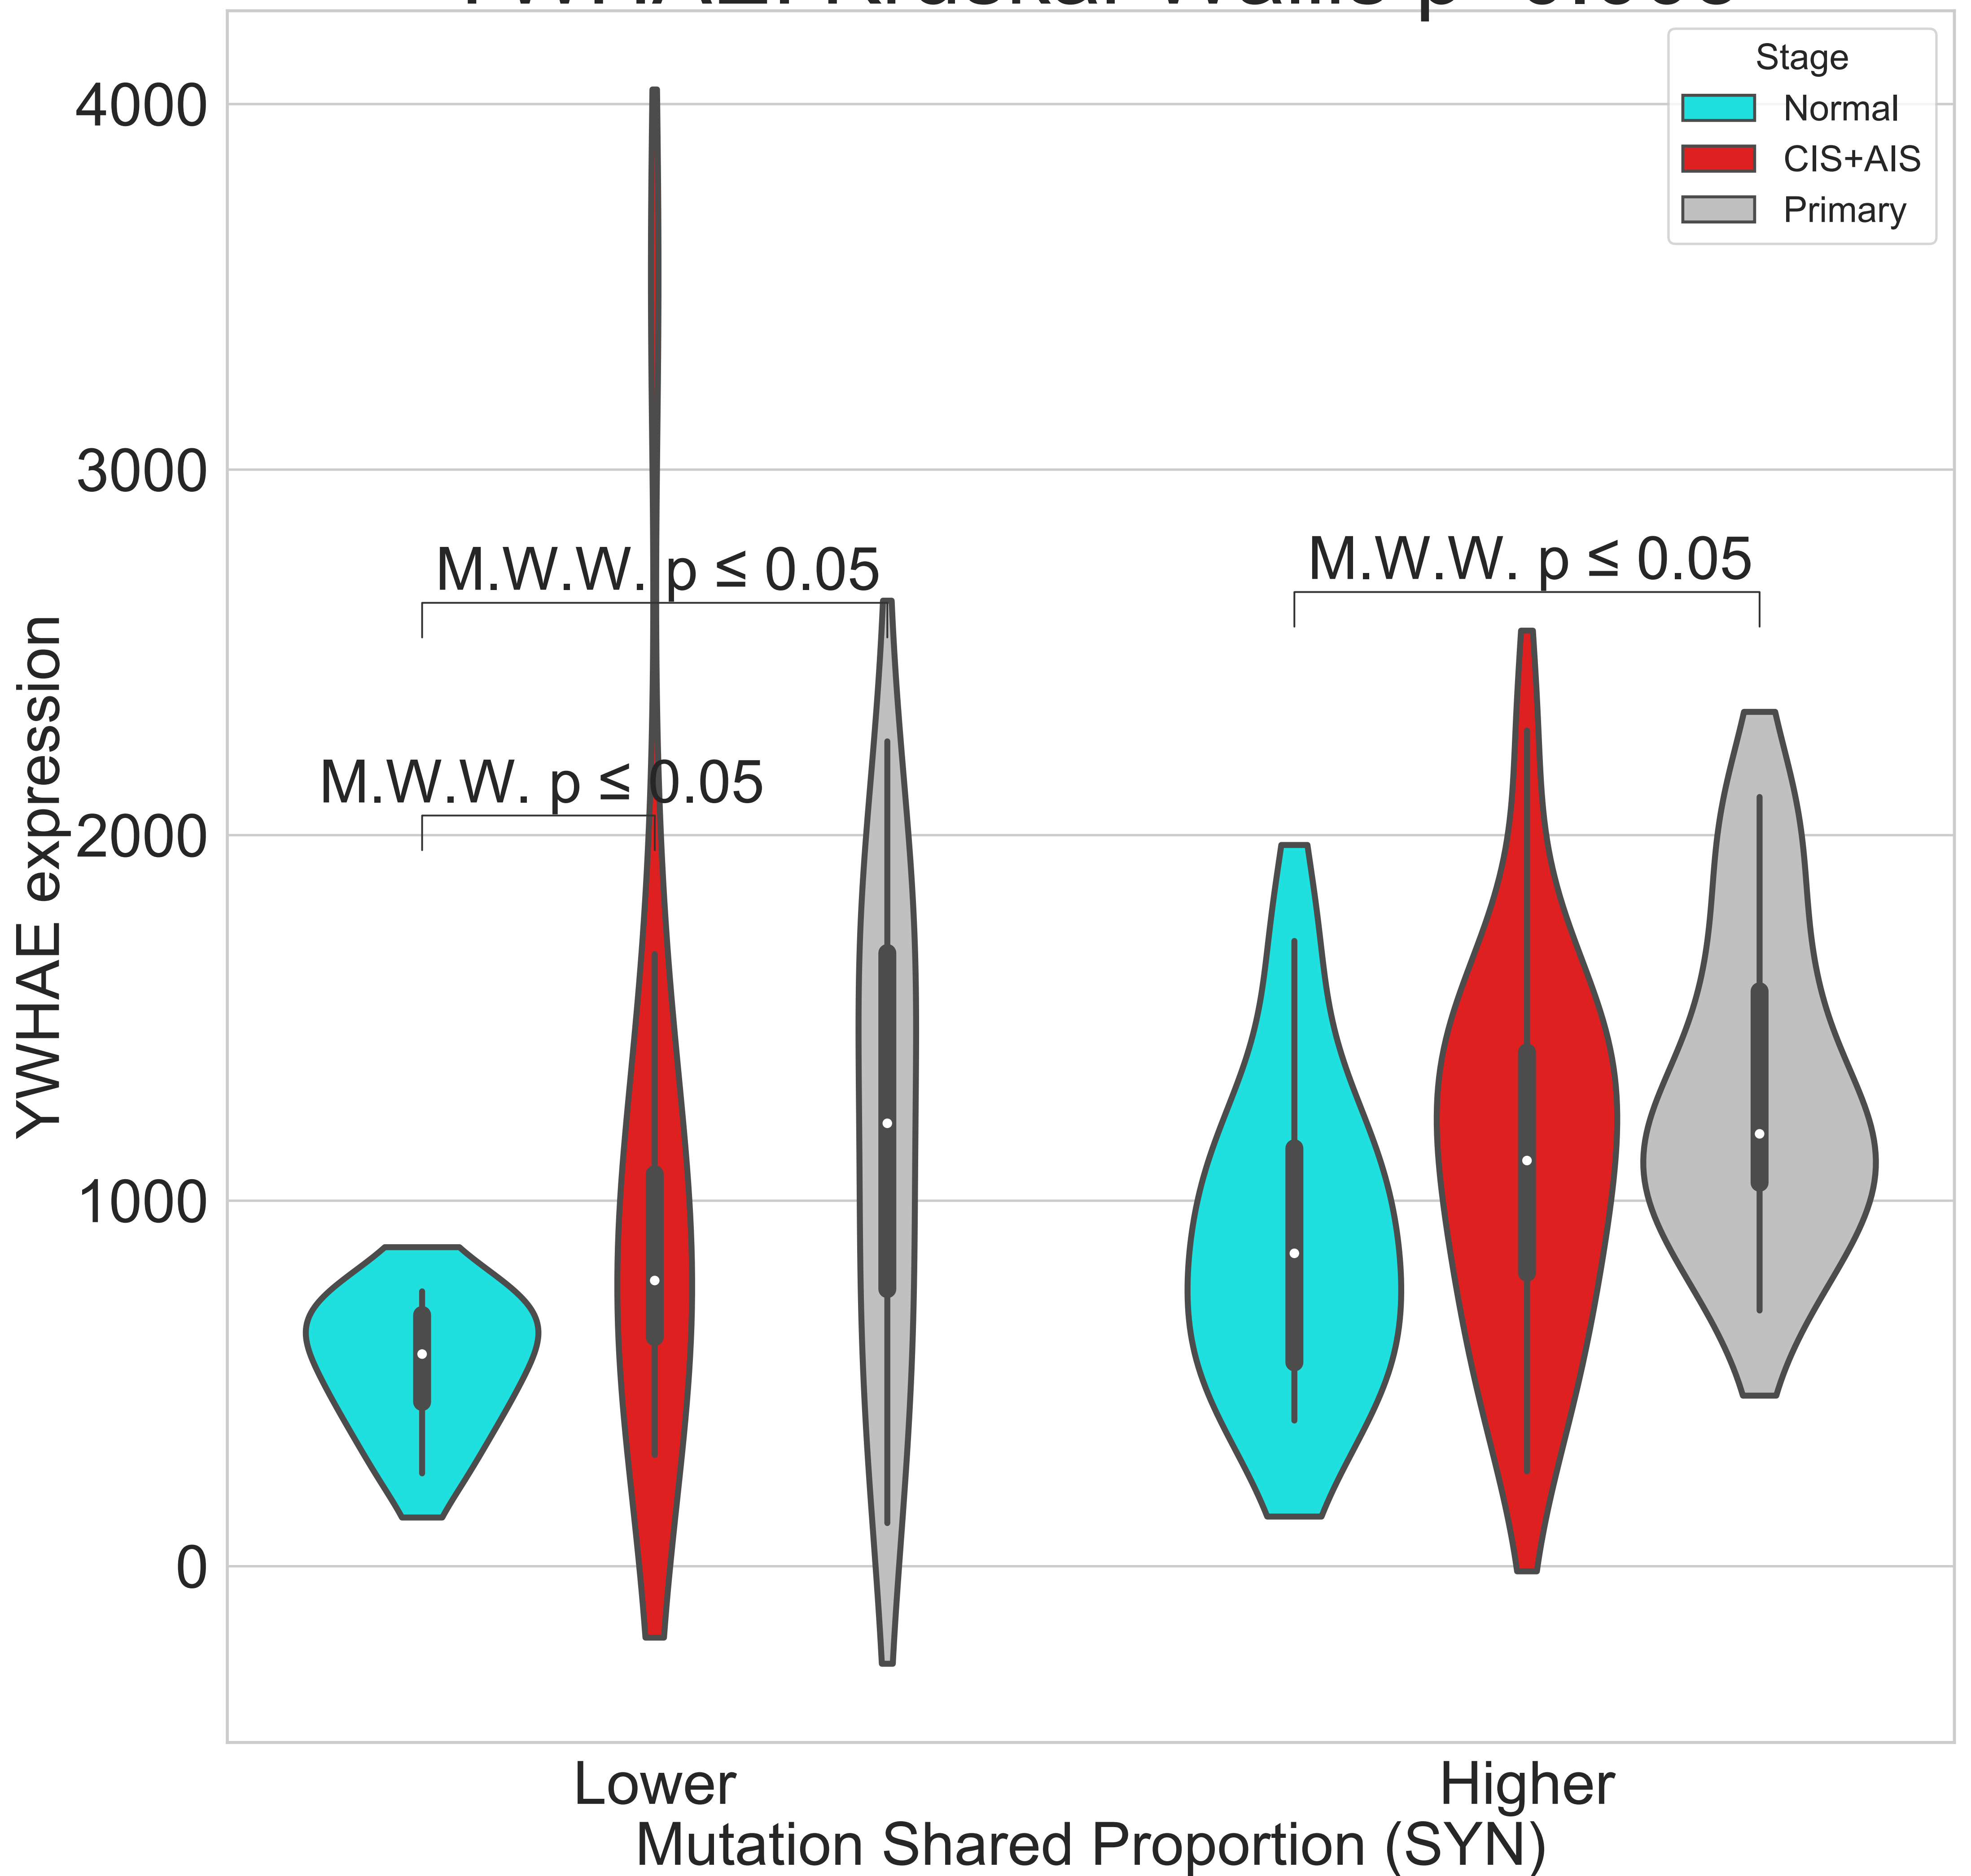 Stage
Normal
CIS+AIS
Primary
4000
3000
2000
1000
0
YWHAE expression
M.W.W. p ≤ 0.05
M.W.W. p ≤ 0.05
M.W.W. p ≤ 0.05
Lower
Higher
Mutation Shared Proportion (SYN)